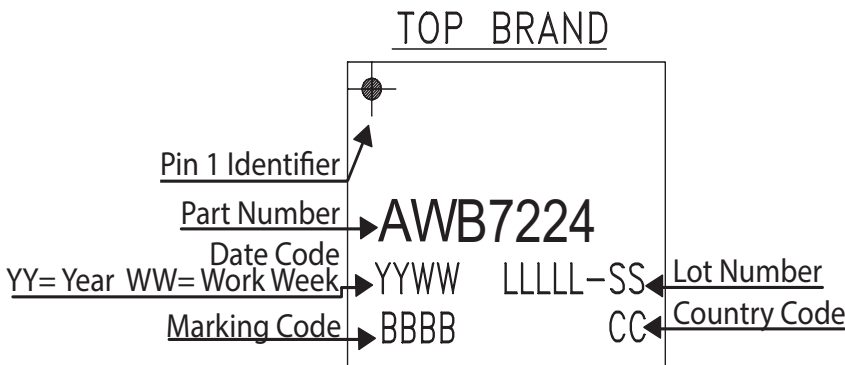 TOP BRAND
Pin 1 Identifier
Part Number AWB7224
Date Code
YY= Year WW= Work Week YYWW LLLLL-SS Lot Number
Marking Code BBBB CC Country Code